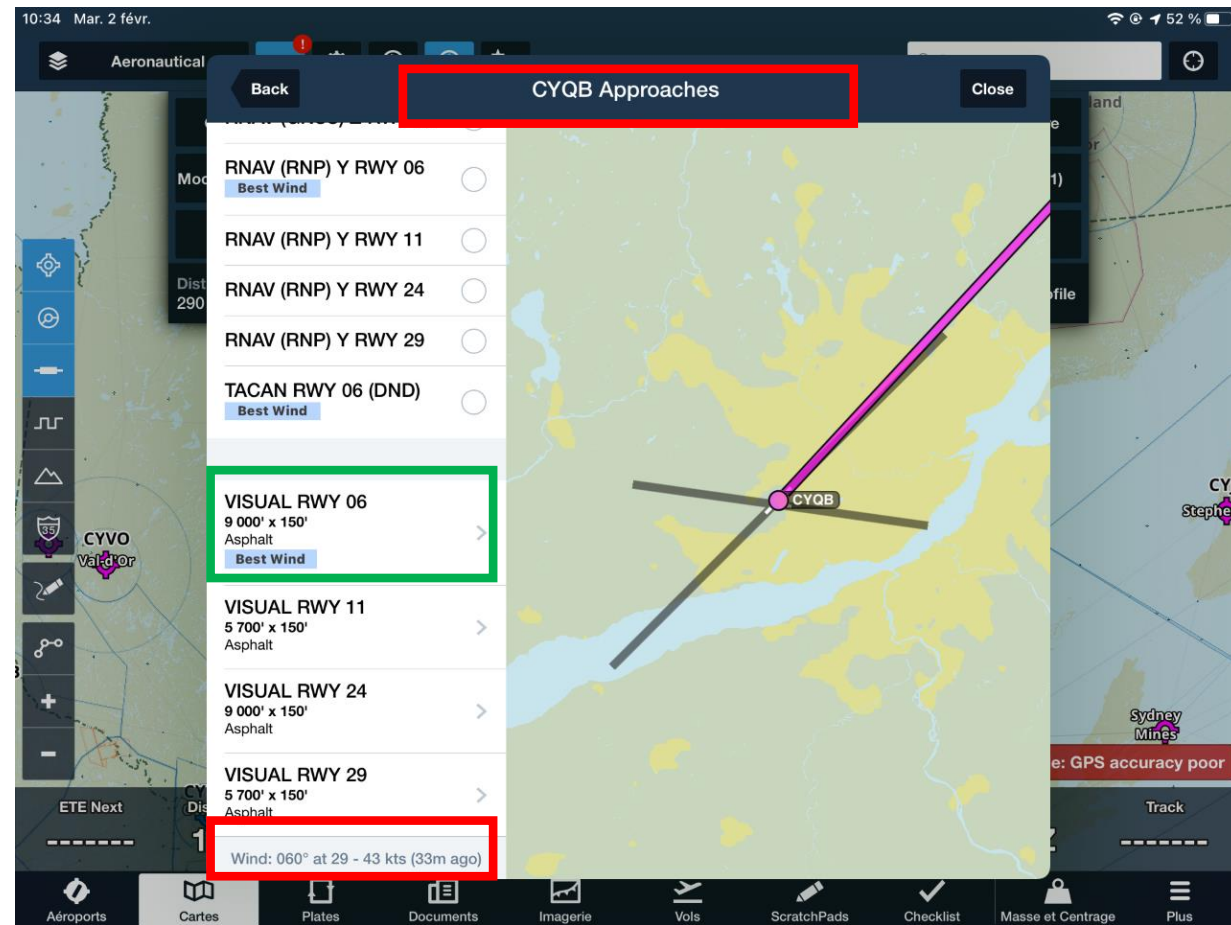 10:34 Mar. 2 févr.
52 %
Aeronautical
Back
CYQB Approaches
Close
RNAV (RNP) Y RWY 06
Best Wind
RNAV (RNP) Y RWY 11
RNAV (RNP) Y RWY 24
RNAV (RNP) Y RWY 29
TACAN RWY 06 (DND)
Best Wind
VISUAL RWY 06
9 000' x 150'
Asphalt
Best Wind
VISUAL RWY 11
5 700' x 150'
Asphalt
VISUAL RWY 24
9 000' x 150'
Asphalt
VISUAL RWY 29
5 700' x 150'
Asphalt
Wind: 060° at 29 - 43 kts (33m ago)
CYQB
290
35
CYVO
Val-d'Or
Sydney
Mines
GPS accuracy poor
ETE Next
Track
Aéroports
Cartes
Plates
Documents
Imagerie
Vols
ScratchPads
Checklist
Masse et Centrage
Plus